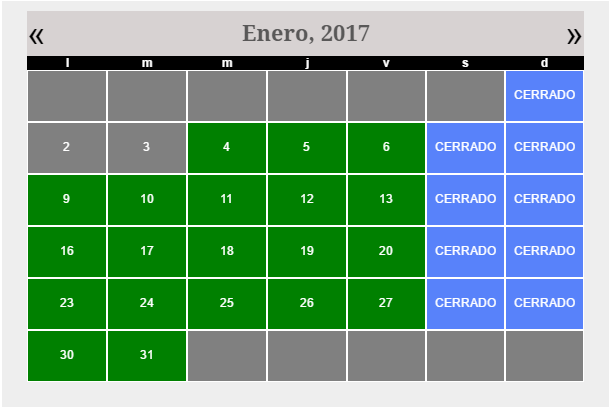 « Enero, 2017 »
l m m j v s d
CERRADO
2 3 4 5 6 CERRADO CERRADO
9 10 11 12 13 CERRADO CERRADO
16 17 18 19 20 CERRADO CERRADO
23 24 25 26 27 CERRADO CERRADO
30 31